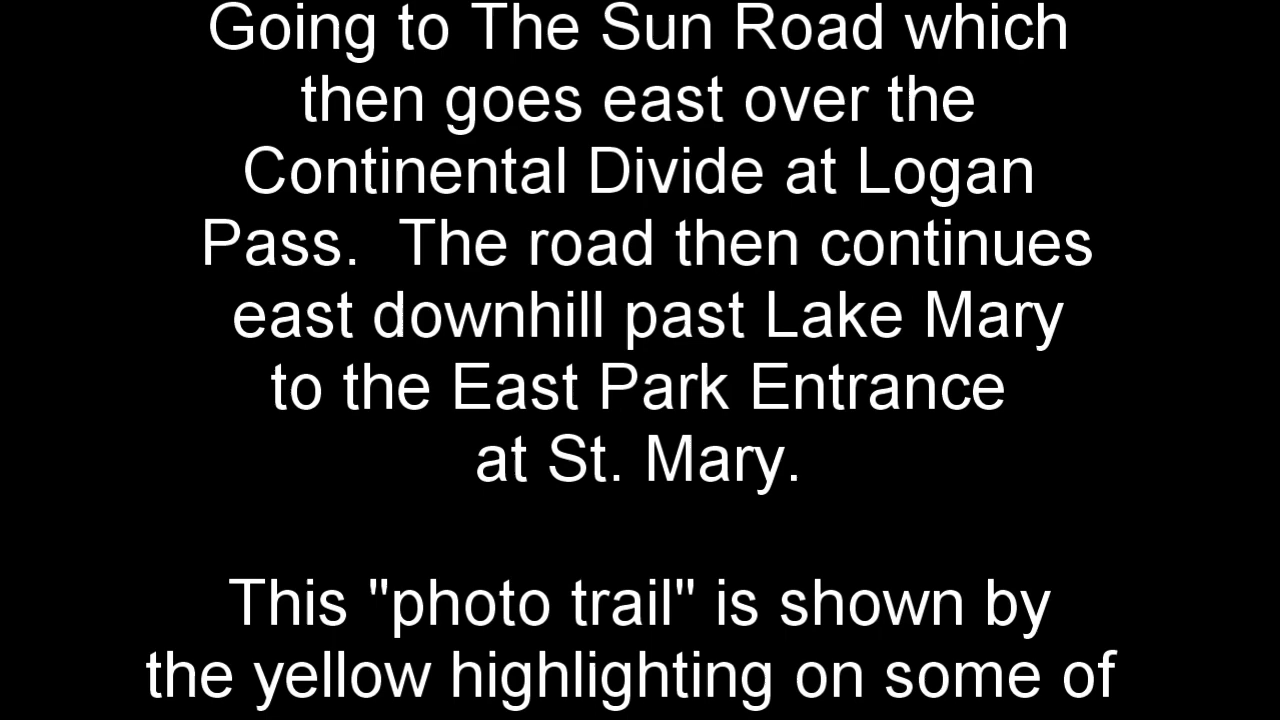 Going to The Sun Road which
then goes east over the
Continental Divide at Logan
Pass.  The road then continues
east downhill past Lake Mary
to the East Park Entrance
at St. Mary.
This "photo trail" is shown by
the yellow highlighting on some of